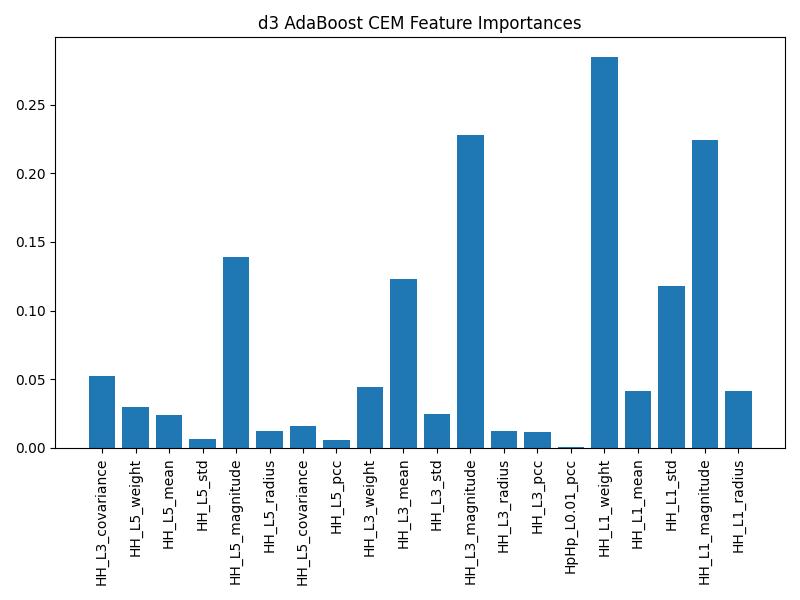 d3 AdaBoost CEM Feature Importances
0.25
0.20
0.15
0.10
0.05
0.00
HH_L3_covariance
HH_L5_weight
HH_L5_mean
HH_L5_std
HH_L5_magnitude
HH_L5_radius
HH_L5_covariance
HH_L5_pcc
HH_L3_weight
HH_L3_mean
HH_L3_std
HH_L3_magnitude
HH_L3_radius
HH_L3_pcc
HpHp_L0.01_pcc
HH_L1_weight
HH_L1_mean
HH_L1_std
HH_L1_magnitude
HH_L1_radius